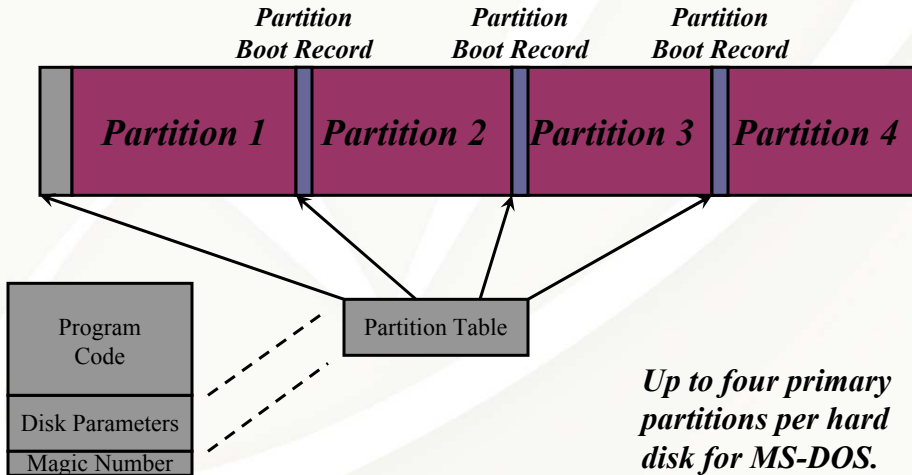 Partition
Boot Record
Partition
Boot Record
Partition
Boot Record
Partition 1
Partition 2
Partition 3
Partition 4
Program
Code
Disk Parameters
Magic Number
Partition Table
Up to four primary
partitions per hard
disk for MS-DOS.